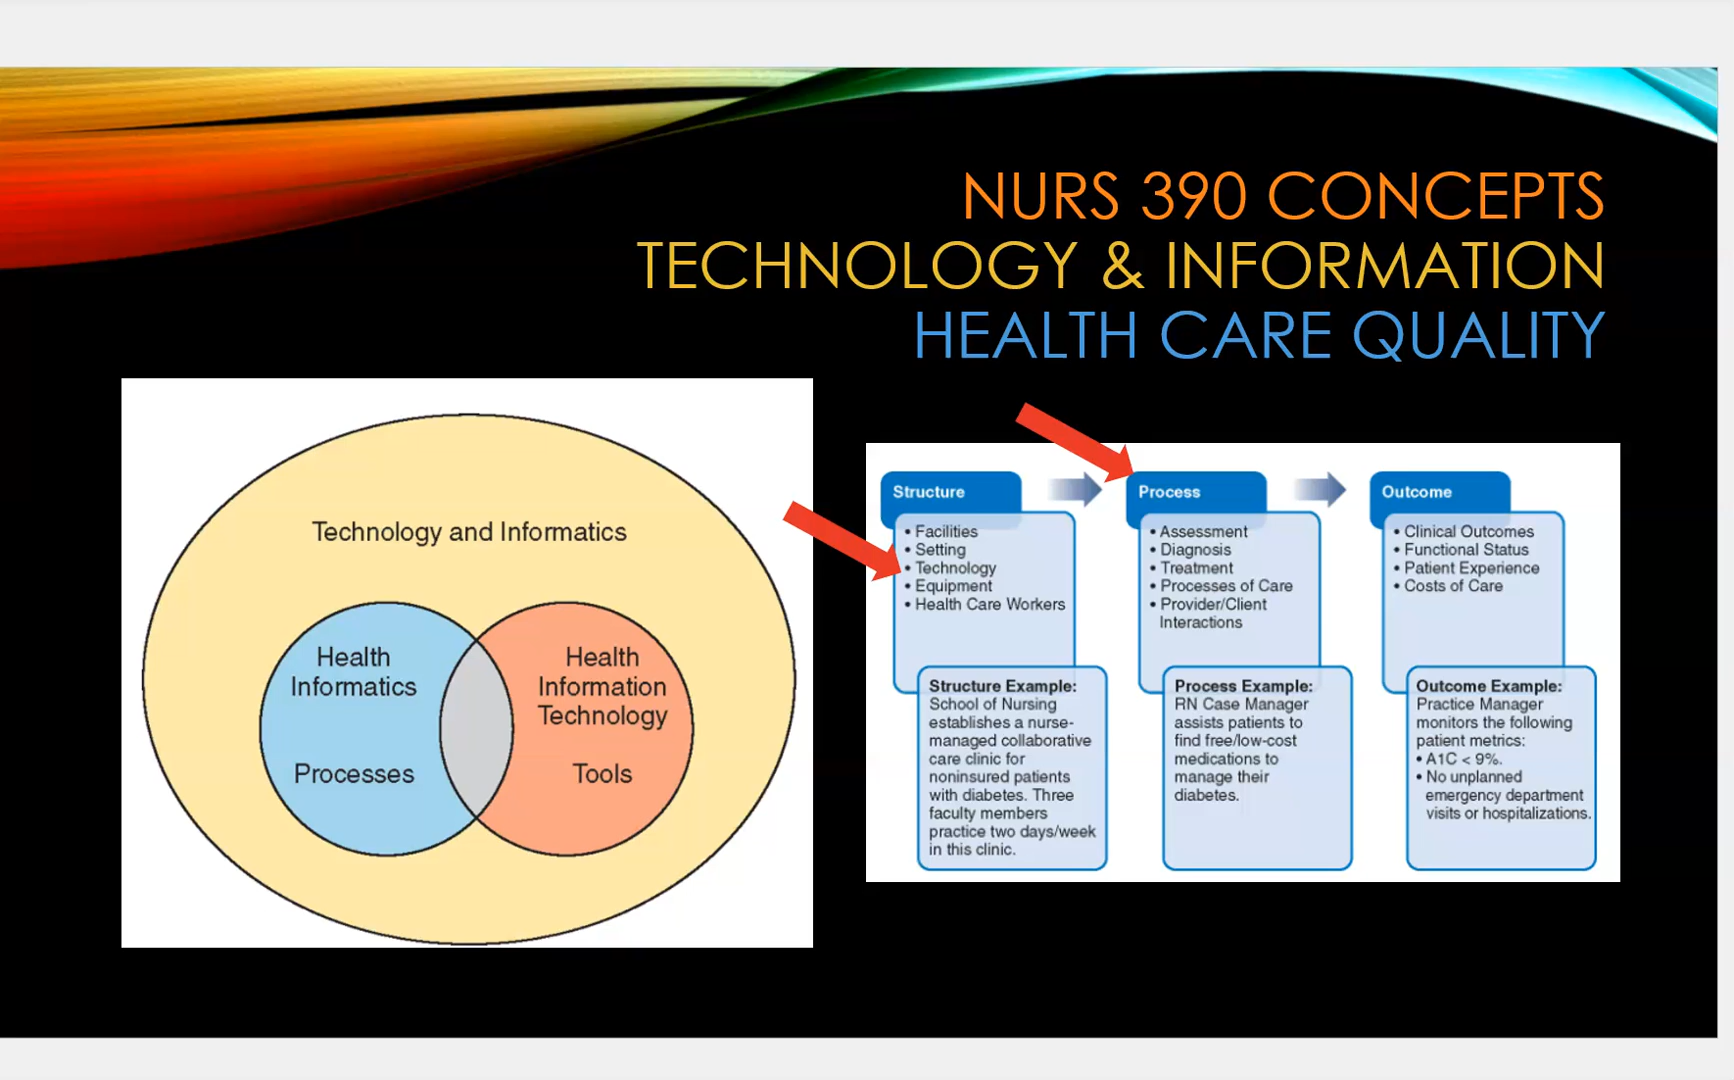 NURS 390 CONCEPTS
TECHNOLOGY & INFORMATION
HEALTH CARE QUALITY
Technology and Informatics
Health
Informatics
Processes
Health
Information
Technology
Tools
Structure
• Facilities
• Setting
• Technology
• Equipment
• Health Care Workers
Structure Example:
School of Nursing
establishes a nurse-
managed collaborative
care clinic for
noninsured patients
with diabetes. Three
faculty members
practice two days/week
in this clinic.
Process
• Assessment
• Diagnosis
• Treatment
• Processes of Care
• Provider/Client
Interactions
Process Example:
RN Case Manager
assists patients to
find free/low-cost
medications to
manage their
diabetes.
Outcome
• Clinical Outcomes
• Functional Status
• Patient Experience
• Costs of Care
Outcome Example:
Practice Manager
monitors the following
patient metrics:
• A1C < 9%.
• No unplanned
emergency department
visits or hospitalizations.